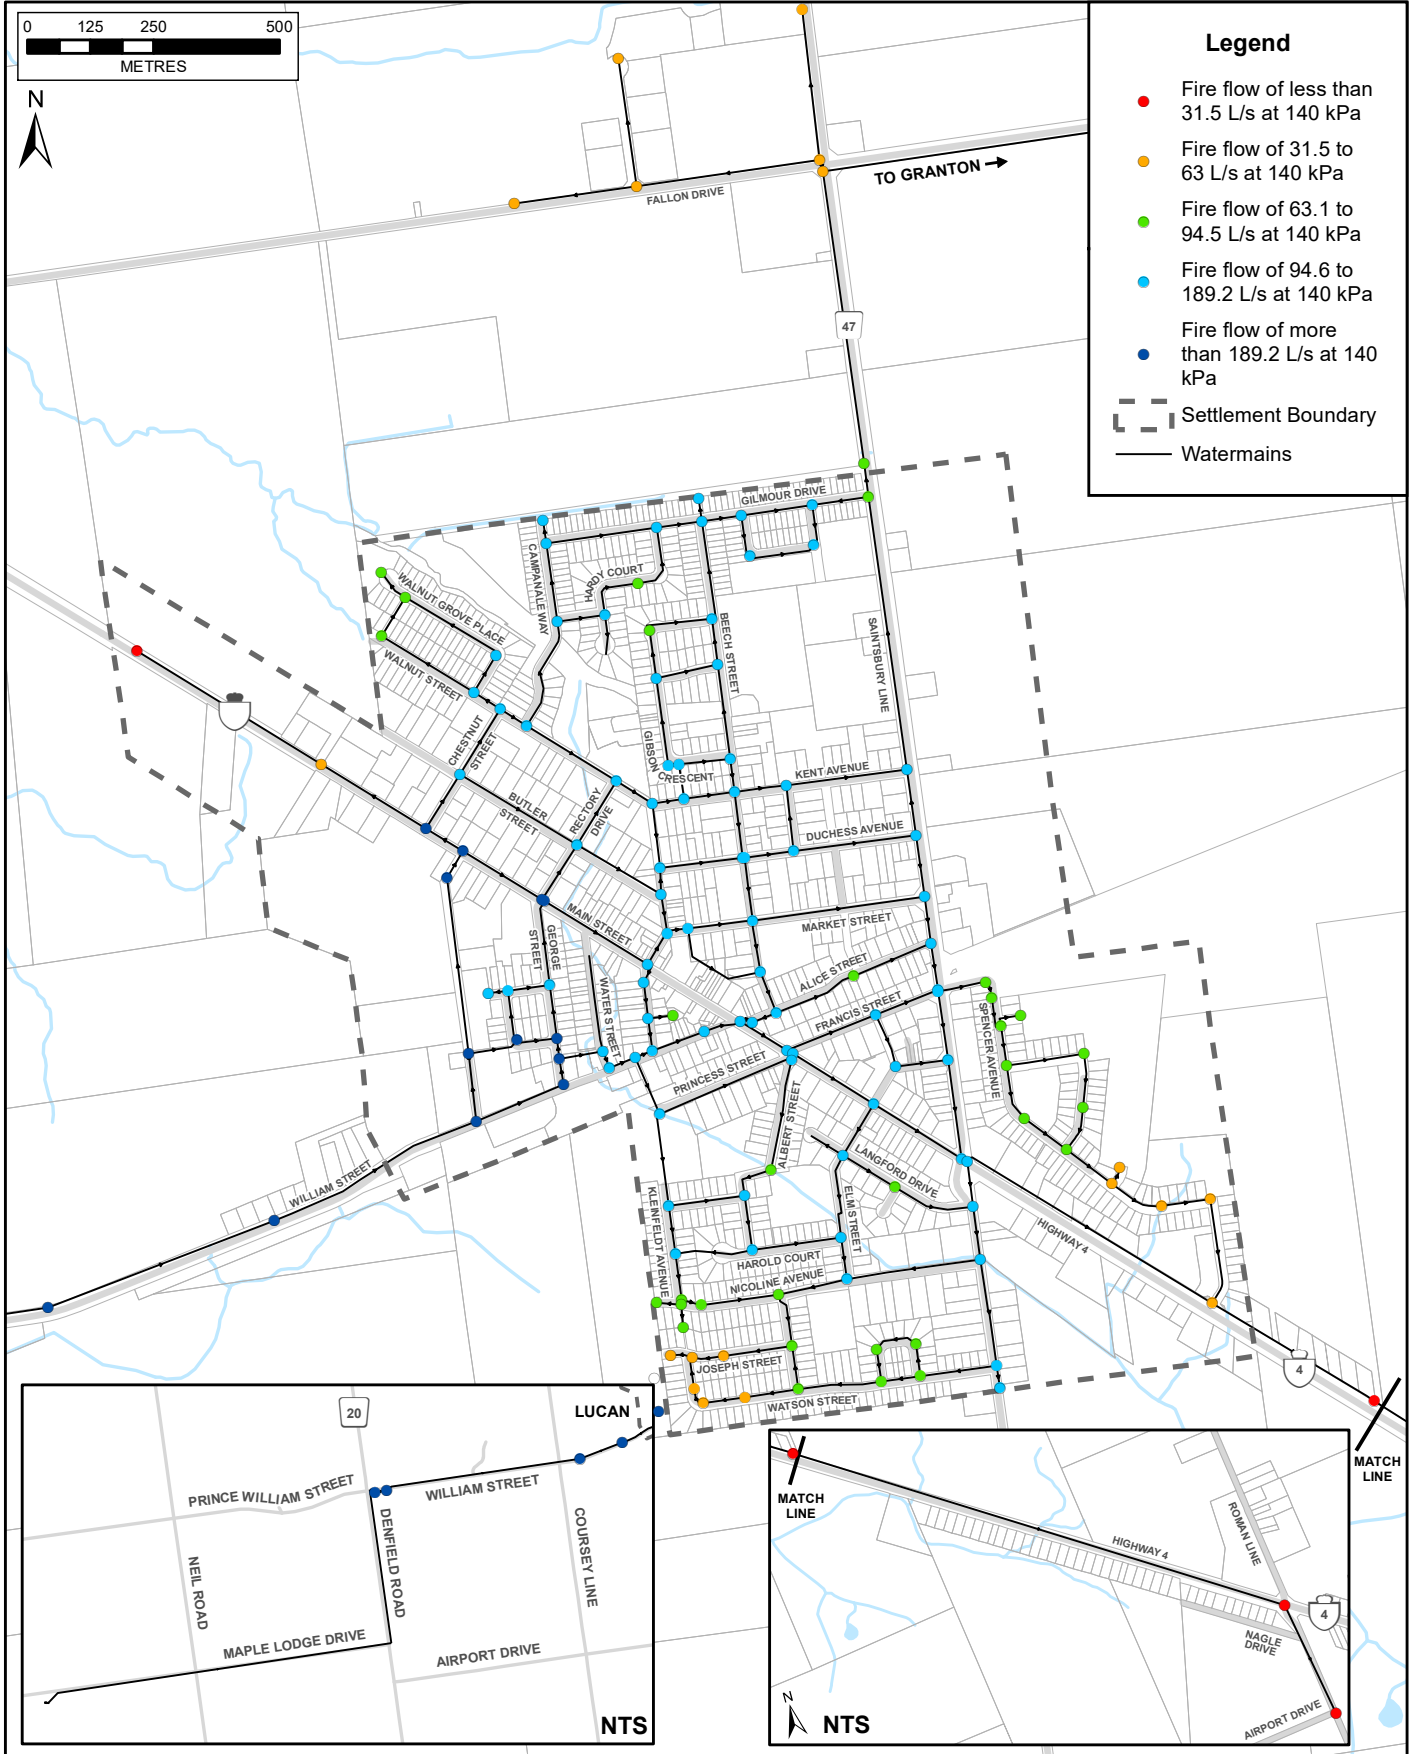 0 125 250 500
METRES
N
Legend
Fire flow of less than
31.5 L/s at 140 kPa
Fire flow of 31.5 to
63 L/s at 140 kPa
Fire flow of 63.1 to
94.5 L/s at 140 kPa
Fire flow of 94.6 to
189.2 L/s at 140 kPa
Fire flow of more
than 189.2 L/s at 140
kPa
Settlement Boundary
Watermains
TO GRANTON
FALLON DRIVE
47
GILMOUR DRIVE
CAMPANALE WAY
HARDY COURT
WALNUT GROVE PLACE
WALNUT STREET
BEECH STREET
SAINTSBURY LINE
CHESTNUT
STREET
GIBSON
CRESCENT
KENT AVENUE
BUTLER
STREET
RECTORY
DRIVE
DUCHESS AVENUE
MAIN STREET
MARKET STREET
GEORGE
STREET
WATER STREET
ALICE STREET
FRANCIS STREET
SPENCER AVENUE
PRINCESS STREET
ALBERT STREET
LANGFORD DRIVE
WILLIAM STREET
KLEINFELDT AVENUE
ELM STREET
HIGHWAY 4
HAROLD COURT
NICOLINE AVENUE
JOSEPH STREET
WATSON STREET
4
MATCH
LINE
20
LUCAN
PRINCE WILLIAM STREET
WILLIAM STREET
DENFIELD ROAD
COURSEY LINE
NEIL ROAD
MAPLE LODGE DRIVE
AIRPORT DRIVE
NTS
MATCH
LINE
ROMAN LINE
HIGHWAY 4
4
NAGLE
DRIVE
AIRPORT DRIVE
N
NTS